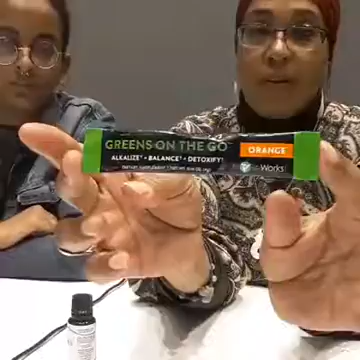 GREENS ON THE GO
ORANGE
ALKALIZE* • BALANCE* • DETOXIFY*
It Works!